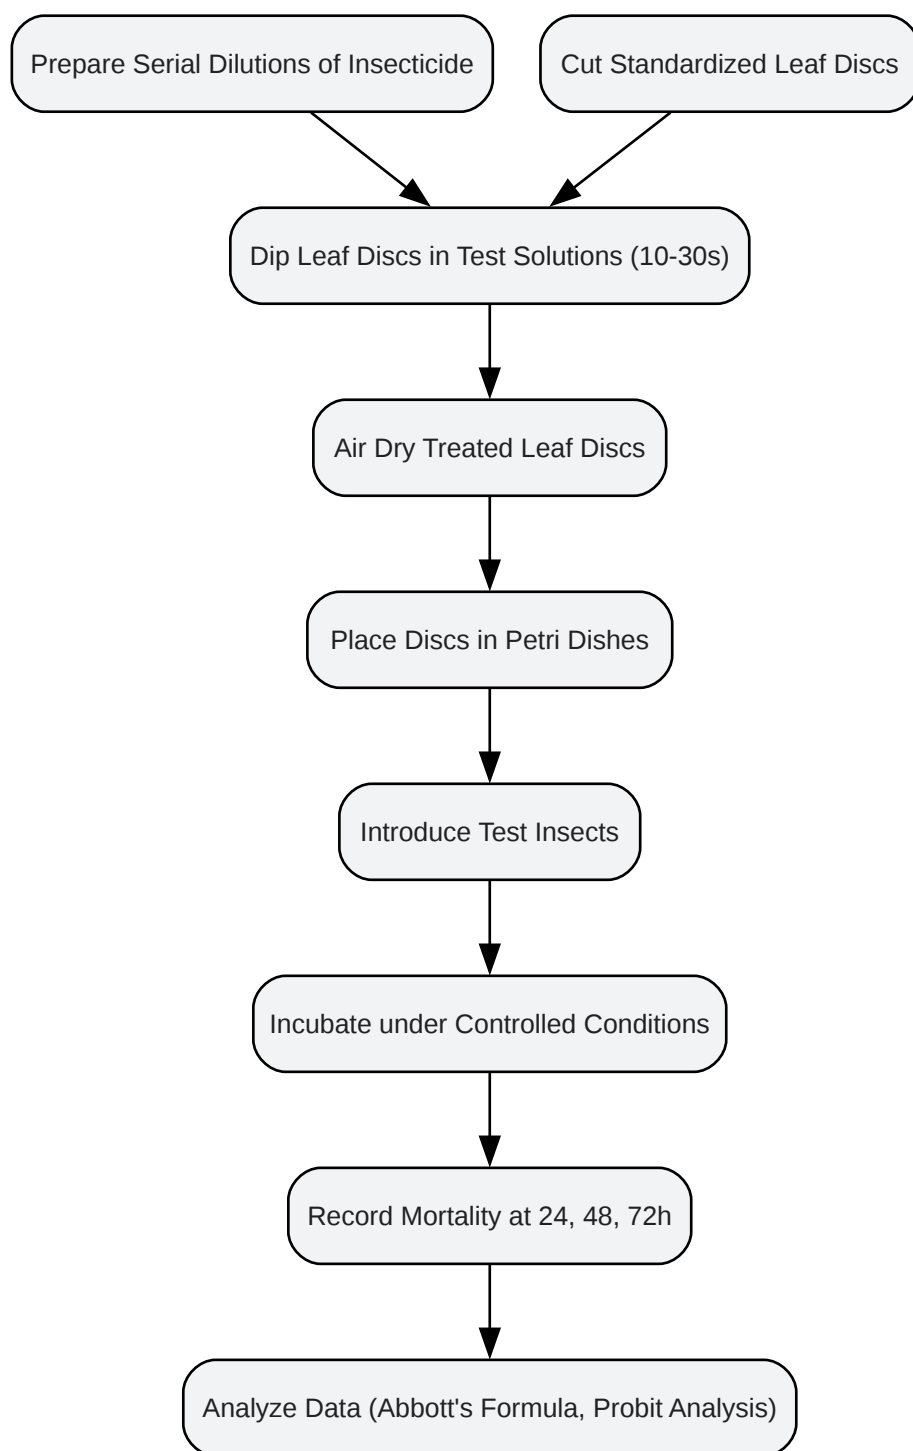 Prepare Serial Dilutions of Insecticide
Cut Standardized Leaf Discs
Dip Leaf Discs in Test Solutions (10-30s)
Air Dry Treated Leaf Discs
Place Discs in Petri Dishes
Introduce Test Insects
Incubate under Controlled Conditions
Record Mortality at 24, 48, 72h
Analyze Data (Abbott's Formula, Probit Analysis)